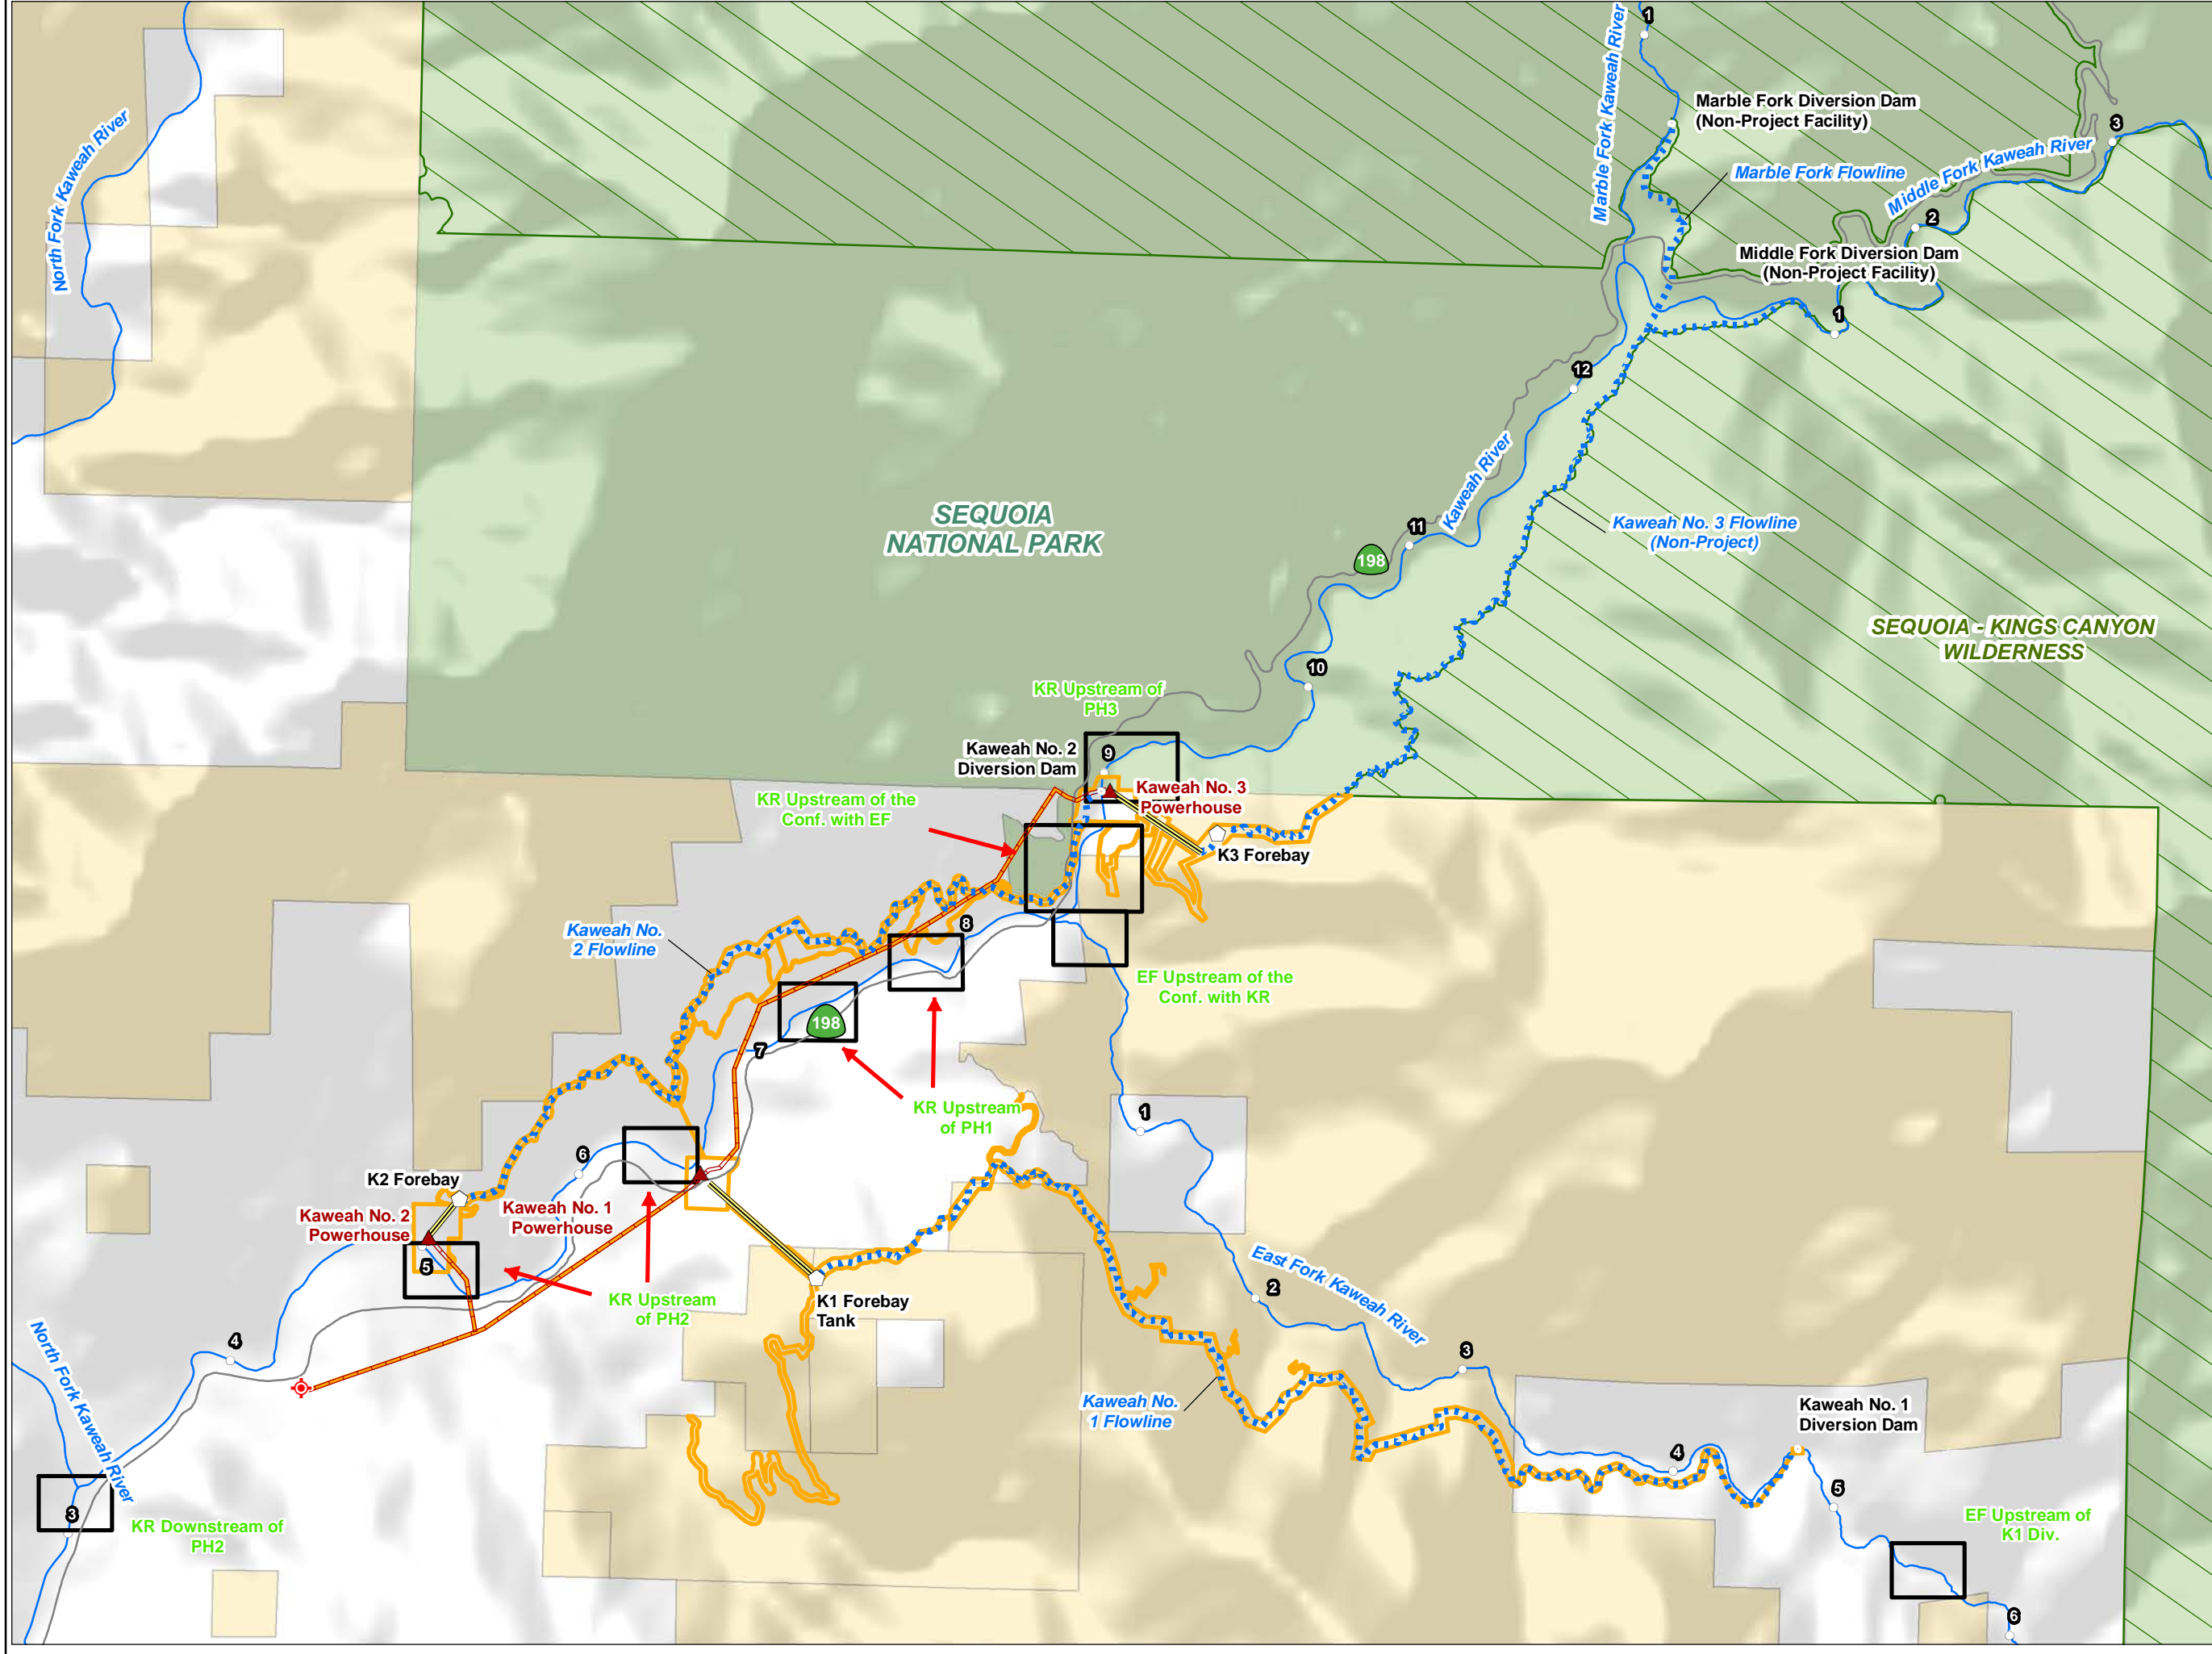 1
Marble Fork Kaweah River
Marble Fork Diversion Dam
(Non-Project Facility)
3
Marble Fork Flowline
Middle Fork Kaweah River
2
Middle Fork Diversion Dam
(Non-Project Facility)
1
North Fork Kaweah River
12
Kaweah River
11
198
SEQUOIA
NATIONAL PARK
Kaweah No. 3 Flowline
(Non-Project)
SEQUOIA - KINGS CANYON
WILDERNESS
10
KR Upstream of
PH3
Kaweah No. 2
Diversion Dam
9
Kaweah No. 3
Powerhouse
KR Upstream of the
Conf. with EF
K3 Forebay
Kaweah No.
2 Flowline
8
EF Upstream of the
Conf. with KR
198
7
KR Upstream
of PH1
1
6
K2 Forebay
Kaweah No. 2
Powerhouse
Kaweah No. 1
Powerhouse
5
KR Upstream
of PH2
K1 Forebay
Tank
East Fork Kaweah River
2
3
4
North Fork Kaweah River
Kaweah No.
1 Flowline
Kaweah No. 1
Diversion Dam
4
5
3
KR Downstream of
PH2
EF Upstream of
K1 Div.
6